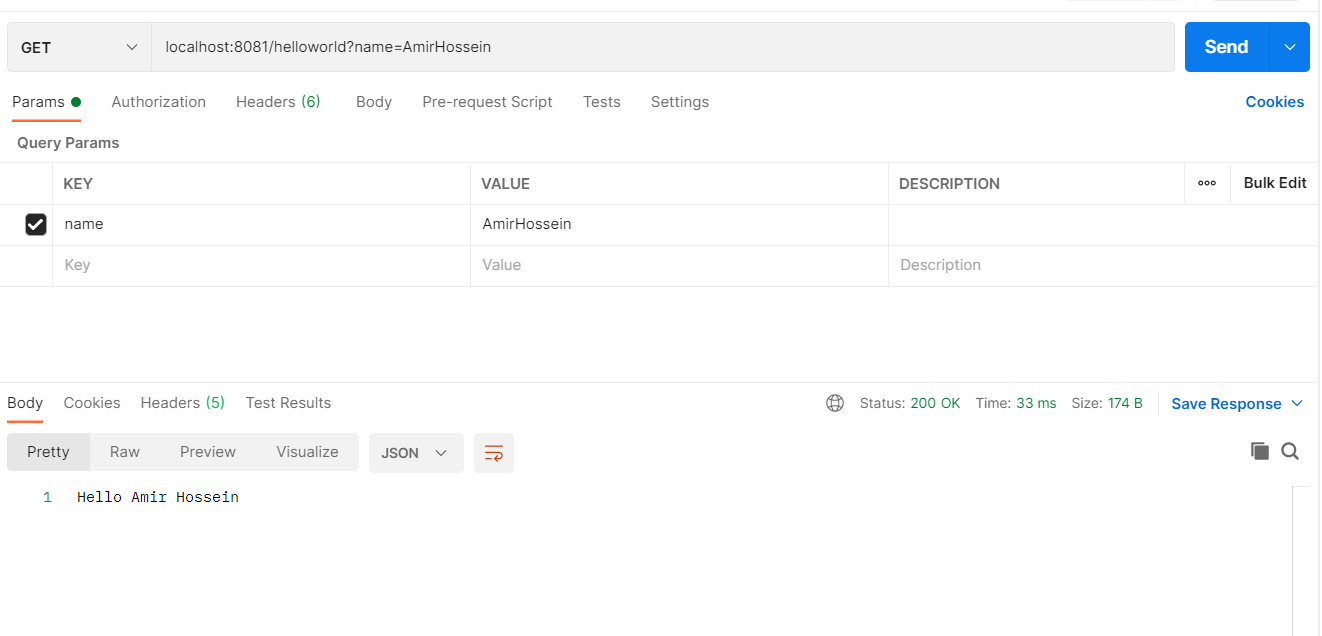 GET localhost:8081/helloworld?name=AmirHossein Send
Params Authorization Headers (6) Body Pre-request Script Tests Settings Cookies
Query Params
KEY VALUE DESCRIPTION Bulk Edit
name AmirHossein
Key Value Description
Body Cookies Headers (5) Test Results Status: 200 OK Time: 33 ms Size: 174 B Save Response
Pretty Raw Preview Visualize JSON
1 Hello Amir Hossein